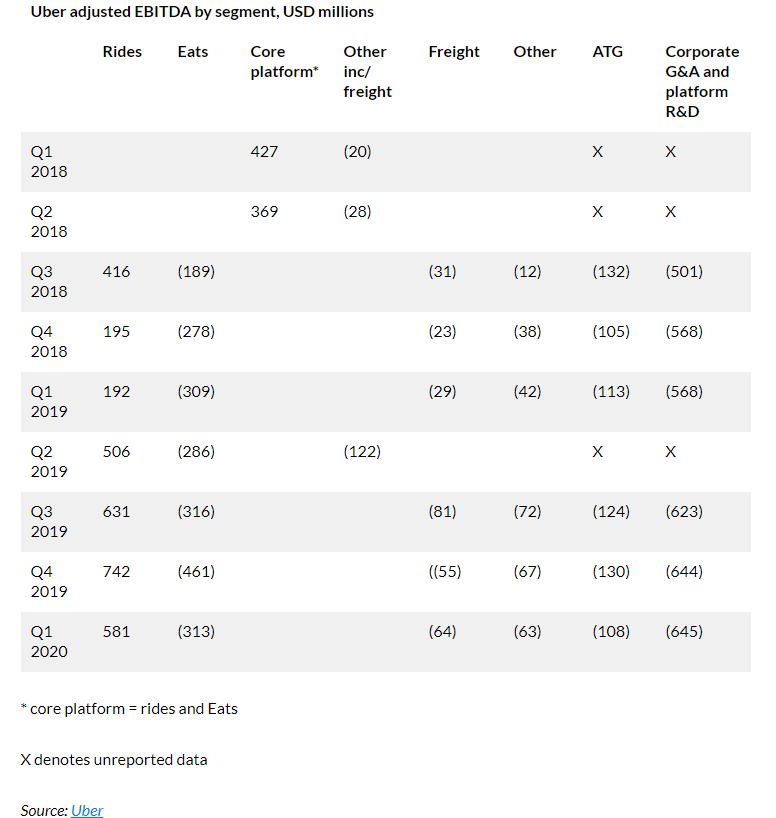 Uber adjusted EBITDA by segment, USD millions
Rides Eats Core platform* Other inc/ freight Freight Other ATG Corporate G&A and platform R&D
Q1 2018 427 (20) X X
Q2 2018 369 (28) X X
Q3 2018 416 (189) (31) (12) (132) (501)
Q4 2018 195 (278) (23) (38) (105) (568)
Q1 2019 192 (309) (29) (42) (113) (568)
Q2 2019 506 (286) (122) X X
Q3 2019 631 (316) (81) (72) (124) (623)
Q4 2019 742 (461) ((55) (67) (130) (644)
Q1 2020 581 (313) (64) (63) (108) (645)
* core platform = rides and Eats
X denotes unreported data
Source: Uber